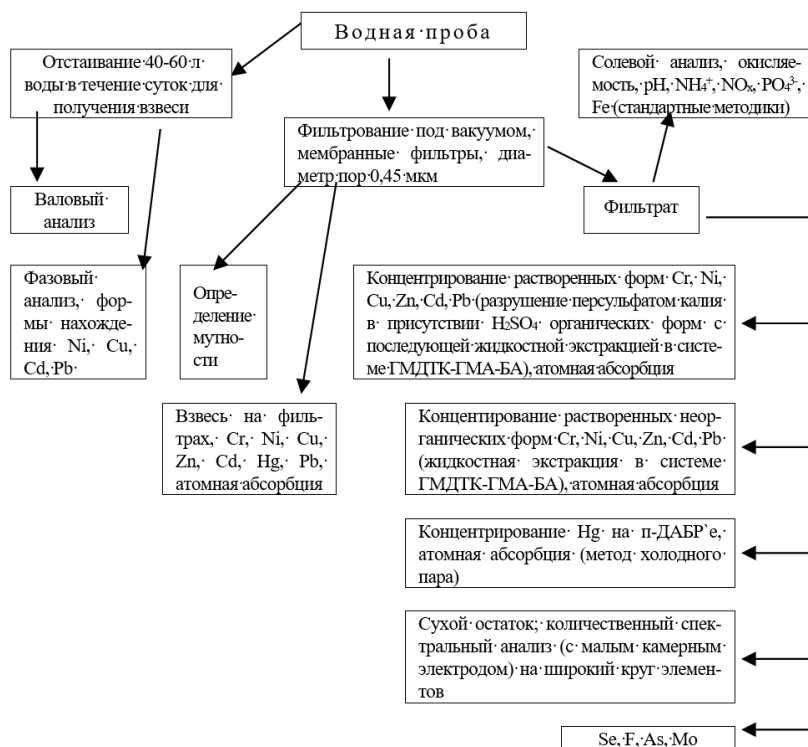 Водная проба
Отстаивание 40-60 л
воды в течение суток для
получения взвеси
Солевой анализ, окисляе-
мость, pH, NH₄⁺, NOₓ, PO₄³⁻,
Fe (стандартные методики)
Фильтрование под вакуумом,
мембранные фильтры, диа-
метр пор 0,45 мкм
Валовый
анализ
Фильтрат
Фазовый
анализ, фор-
мы нахожде-
ния Ni, Cu,
Cd, Pb
Опре-
деление
мутно-
сти
Концентрирование растворенных форм Cr, Ni,
Cu, Zn, Cd, Pb (разрушение персульфатом калия
в присутствии H₂SO₄ органических форм с
последующей жидкостной экстракцией в систе-
ме ГМДТК-ГМА-БА), атомная абсорбция
Взвесь на филь-
трах, Cr, Ni, Cu,
Zn, Cd, Hg, Pb,
атомная абсорбция
Концентирование растворенных неор-
ганических форм Cr, Ni, Cu, Zn, Cd, Pb
(жидкостная экстракция в системе
ГМДТК-ГМА-БА), атомная абсорбция
Концентрирование Hg на п-ДАБР`е,
атомная абсорбция (метод холодного
пара)
Сухой остаток; количественный спек-
тральный анализ (с малым камерным
электродом) на широкий круг элемен-
тов
Se, F, As, Mo